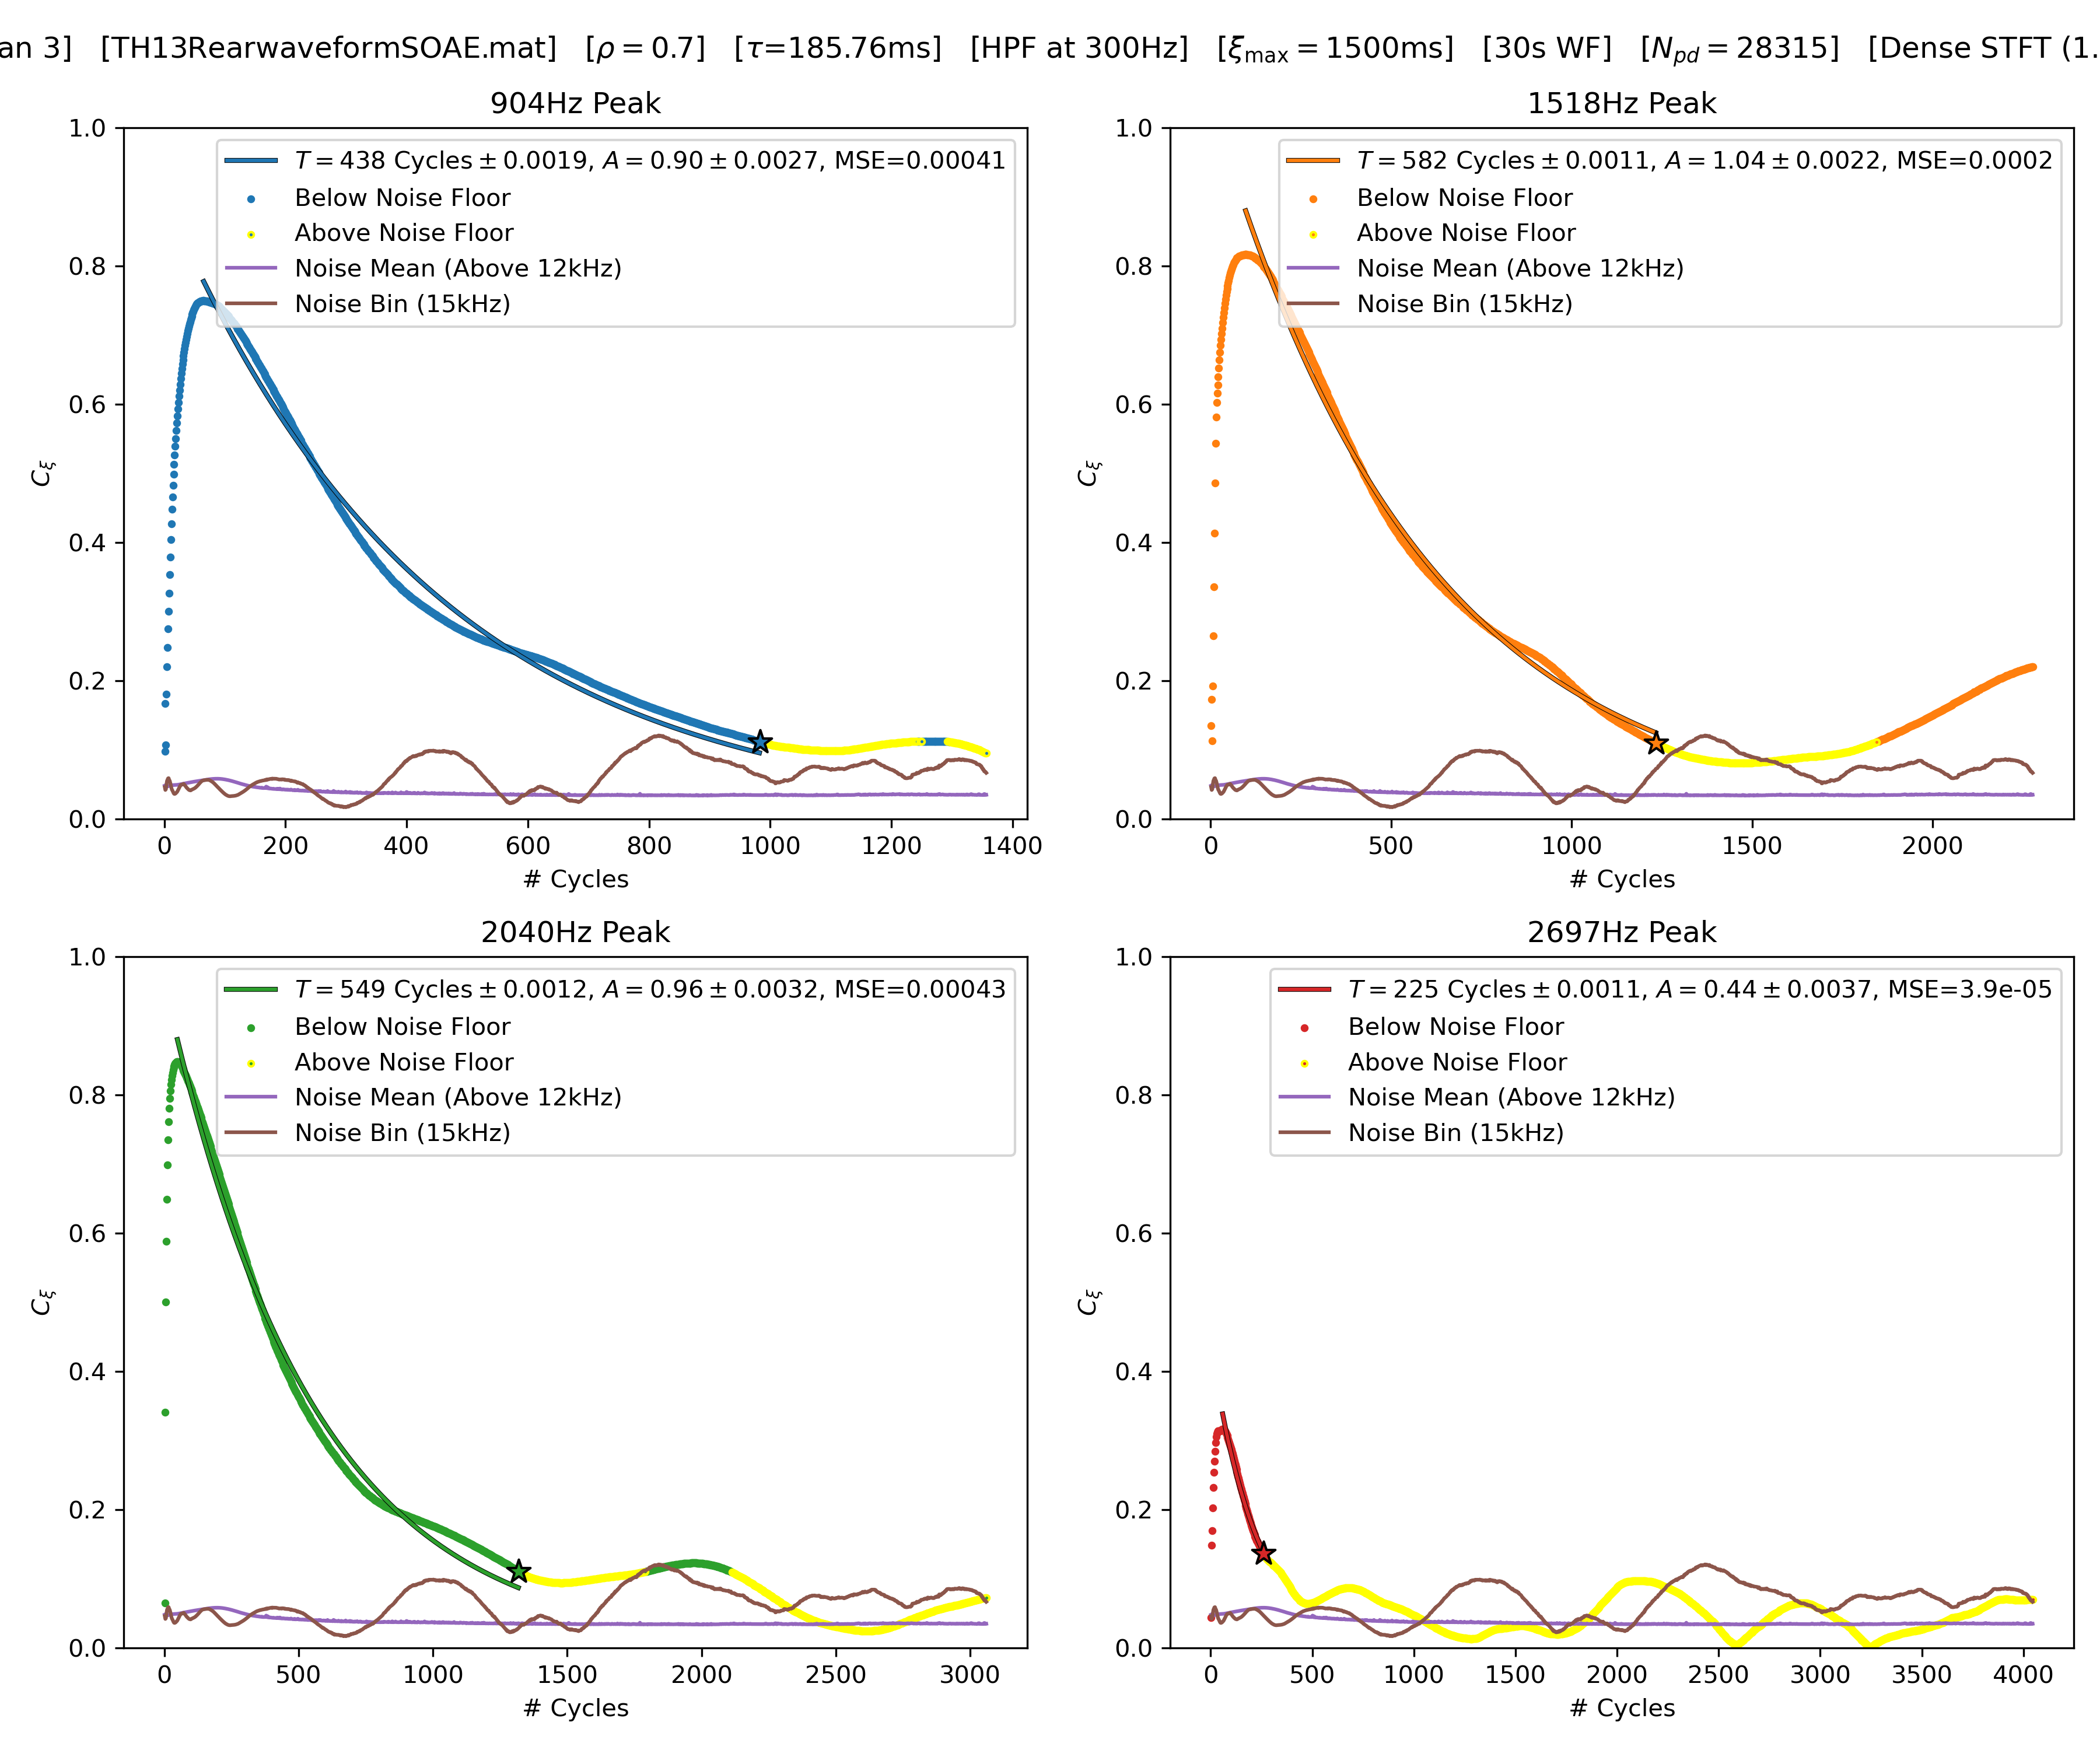 an 3] [TH13RearwaveformSOAE.mat] [ρ = 0.7] [τ=185.76ms] [HPF at 300Hz] [ξmax = 1500ms] [30s WF] [Npd = 28315] [Dense STFT (1.
904Hz Peak
1.0
0.8
0.6
0.4
0.2
0.0
Cξ
T = 438 Cycles ± 0.0019, A = 0.90 ± 0.0027, MSE=0.00041
Below Noise Floor
Above Noise Floor
Noise Mean (Above 12kHz)
Noise Bin (15kHz)
0 200 400 600 800 1000 1200 1400
# Cycles
1518Hz Peak
1.0
0.8
0.6
0.4
0.2
0.0
Cξ
T = 582 Cycles ± 0.0011, A = 1.04 ± 0.0022, MSE=0.0002
Below Noise Floor
Above Noise Floor
Noise Mean (Above 12kHz)
Noise Bin (15kHz)
0 500 1000 1500 2000
# Cycles
2040Hz Peak
1.0
0.8
0.6
0.4
0.2
0.0
Cξ
T = 549 Cycles ± 0.0012, A = 0.96 ± 0.0032, MSE=0.00043
Below Noise Floor
Above Noise Floor
Noise Mean (Above 12kHz)
Noise Bin (15kHz)
0 500 1000 1500 2000 2500 3000
# Cycles
2697Hz Peak
1.0
0.8
0.6
0.4
0.2
0.0
Cξ
T = 225 Cycles ± 0.0011, A = 0.44 ± 0.0037, MSE=3.9e-05
Below Noise Floor
Above Noise Floor
Noise Mean (Above 12kHz)
Noise Bin (15kHz)
0 500 1000 1500 2000 2500 3000 3500 4000
# Cycles